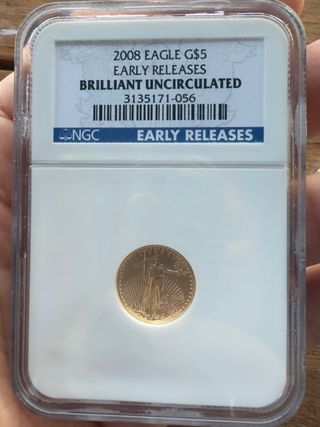 2008 EAGLE G$5
EARLY RELEASES
BRILLIANT UNCIRCULATED
3135171-056
NGC EARLY RELEASES